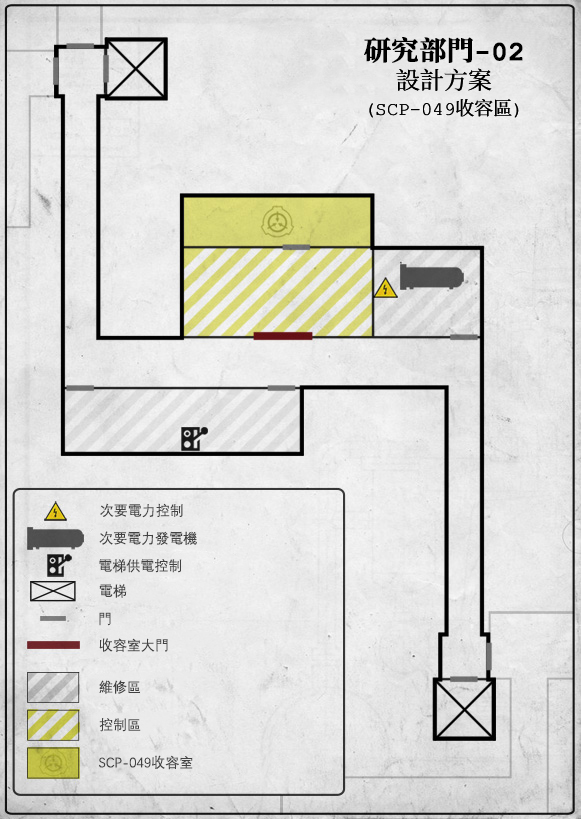 研究部門-02
設計方案
(SCP-049收容區)
次要電力控制
次要電力發電機
電梯供電控制
電梯
門
收容室大門
維修區
控制區
SCP-049收容室